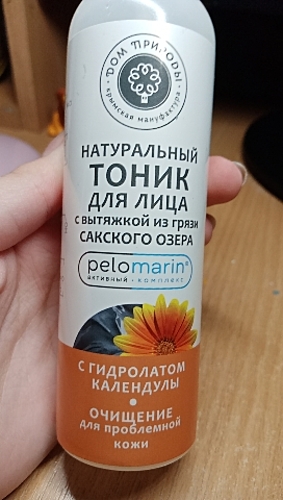 ДОМ ПРИРОДЫ
крымская мануфактура
НАТУРАЛЬНЫЙ
ТОНИК
ДЛЯ ЛИЦА
С ВЫТЯЖКОЙ ИЗ ГРЯЗИ
САКСКОГО ОЗЕРА
pelomarin®
активный · комплекс
С ГИДРОЛАТОМ
КАЛЕНДУЛЫ
•
ОЧИЩЕНИЕ
для проблемной
кожи